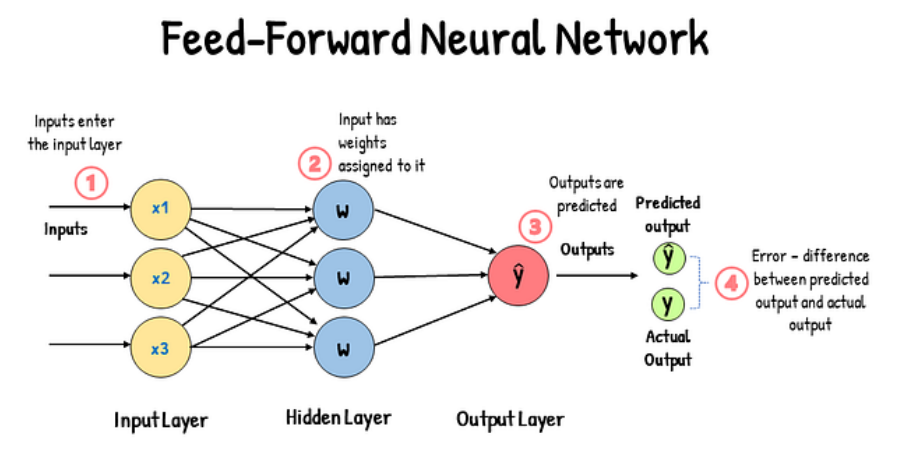 Feed-Forward Neural Network
Inputs enter
the input layer
1
Inputs
x1
x2
x3
Input Layer
Input has
weights
assigned to it
2
w
w
w
Hidden Layer
Outputs are
predicted
3
ŷ
Outputs
Output Layer
Predicted
output
ŷ
y
Actual
Output
4
Error - difference
between predicted
output and actual
output